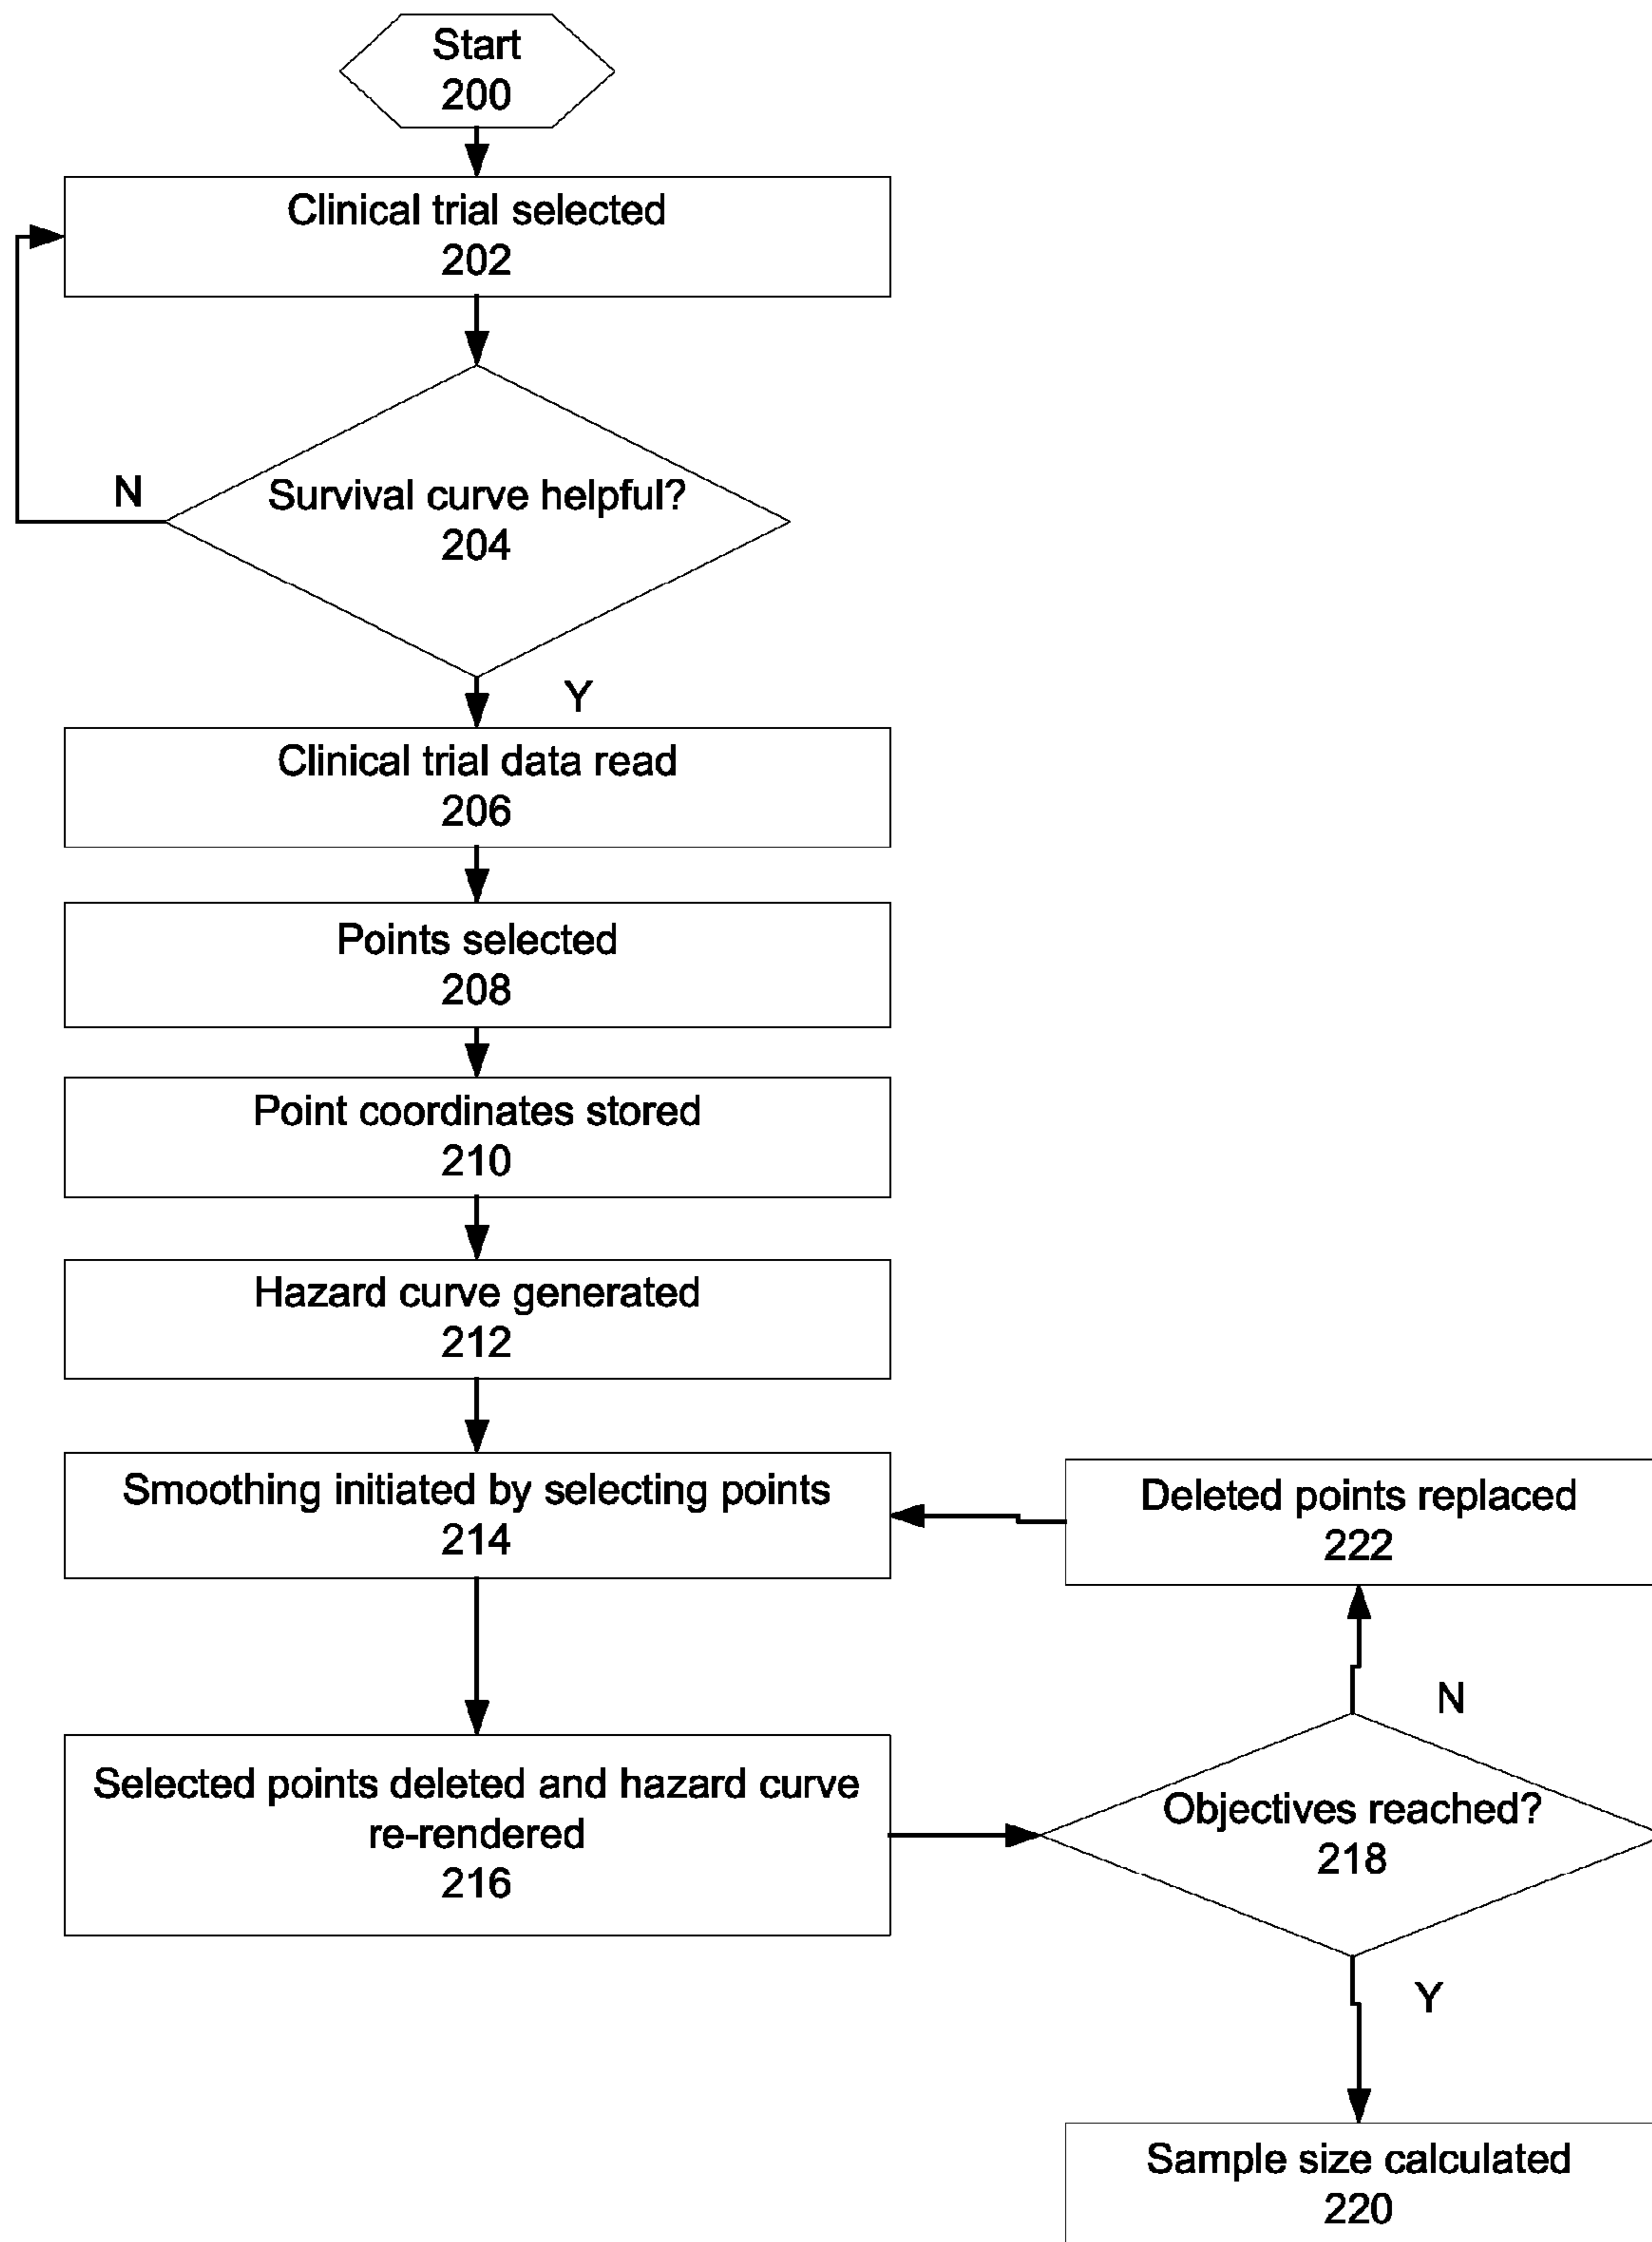 Start
200
Clinical trial selected
202
N
Survival curve helpful?
204
Y
Clinical trial data read
206
Points selected
208
Point coordinates stored
210
Hazard curve generated
212
Smoothing initiated by selecting points
214
Deleted points replaced
222
N
Selected points deleted and hazard curve
re-rendered
216
Objectives reached?
218
Y
Sample size calculated
220